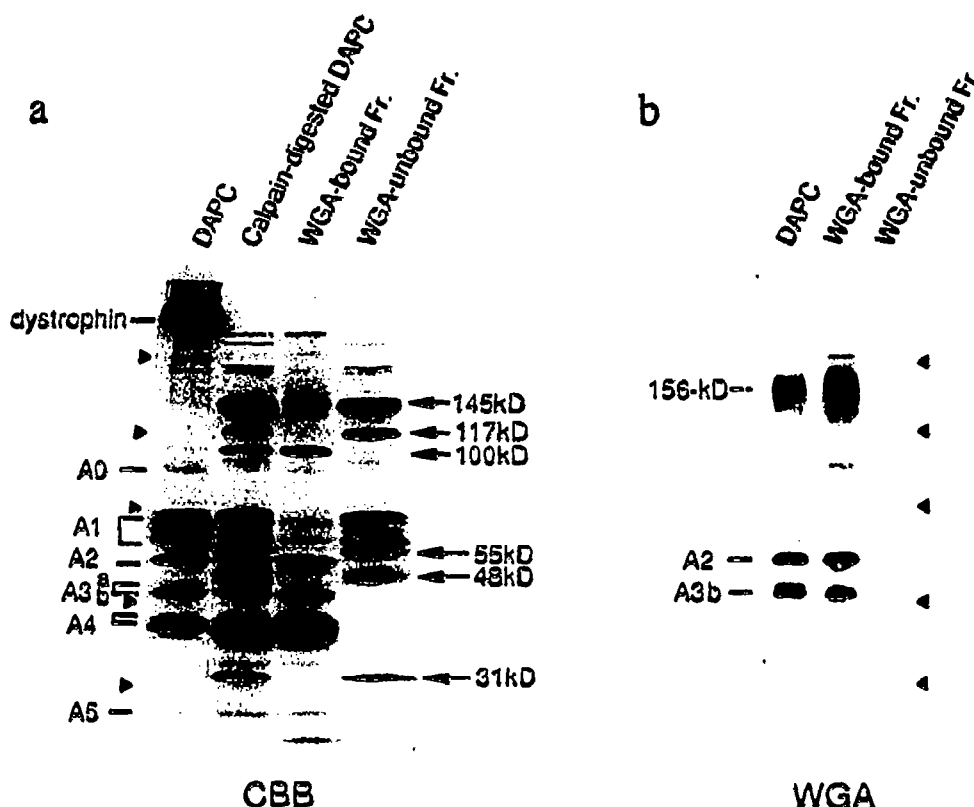 a
DAPC
Calpain-digested DAPC
WGA-bound Fr.
WGA-unbound Fr.
dystrophin
A0
A1
A2
A3 a
b
A4
A5
145kD
117kD
100kD
55kD
48kD
31kD
CBB
b
DAPC
WGA-bound Fr.
WGA-unbound Fr.
156-kD
A2
A3b
WGA